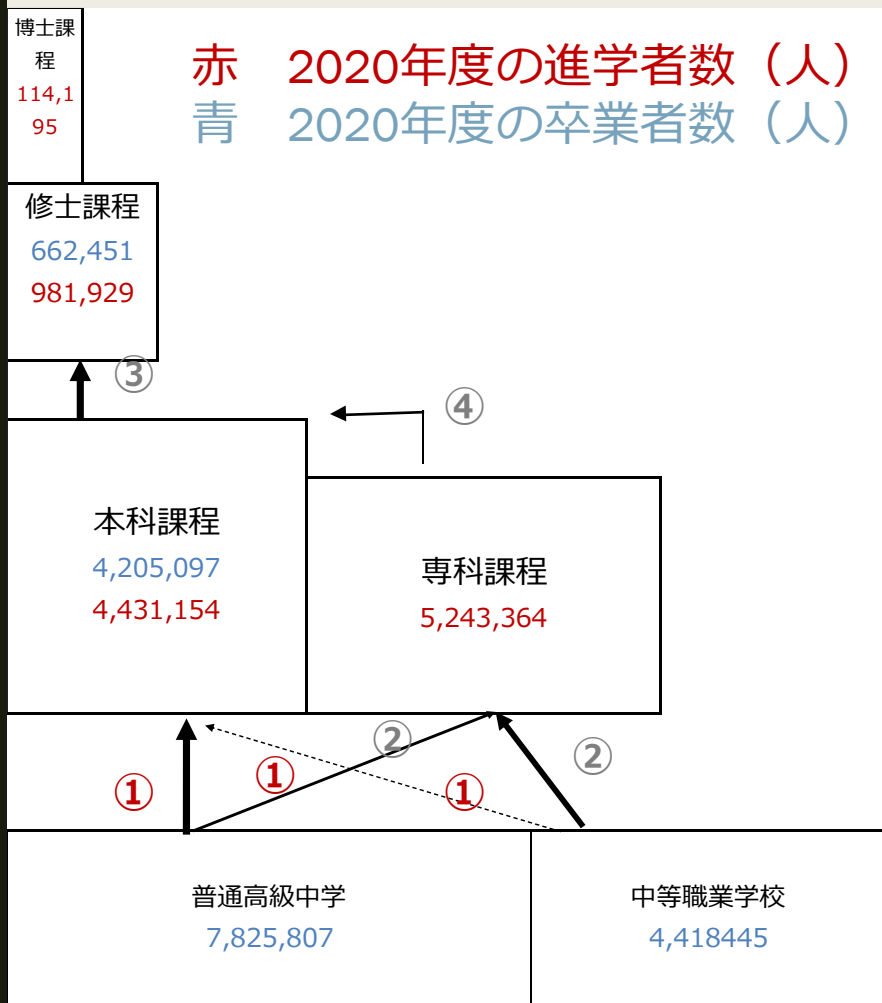 博士課
程
114,1
95
赤　2020年度の進学者数（人）
青　2020年度の卒業者数（人）
修士課程
662,451
981,929
③
④
本科課程
4,205,097
4,431,154
専科課程
5,243,364
②
②
①
①
①
普通高級中学
7,825,807
中等職業学校
4,418445